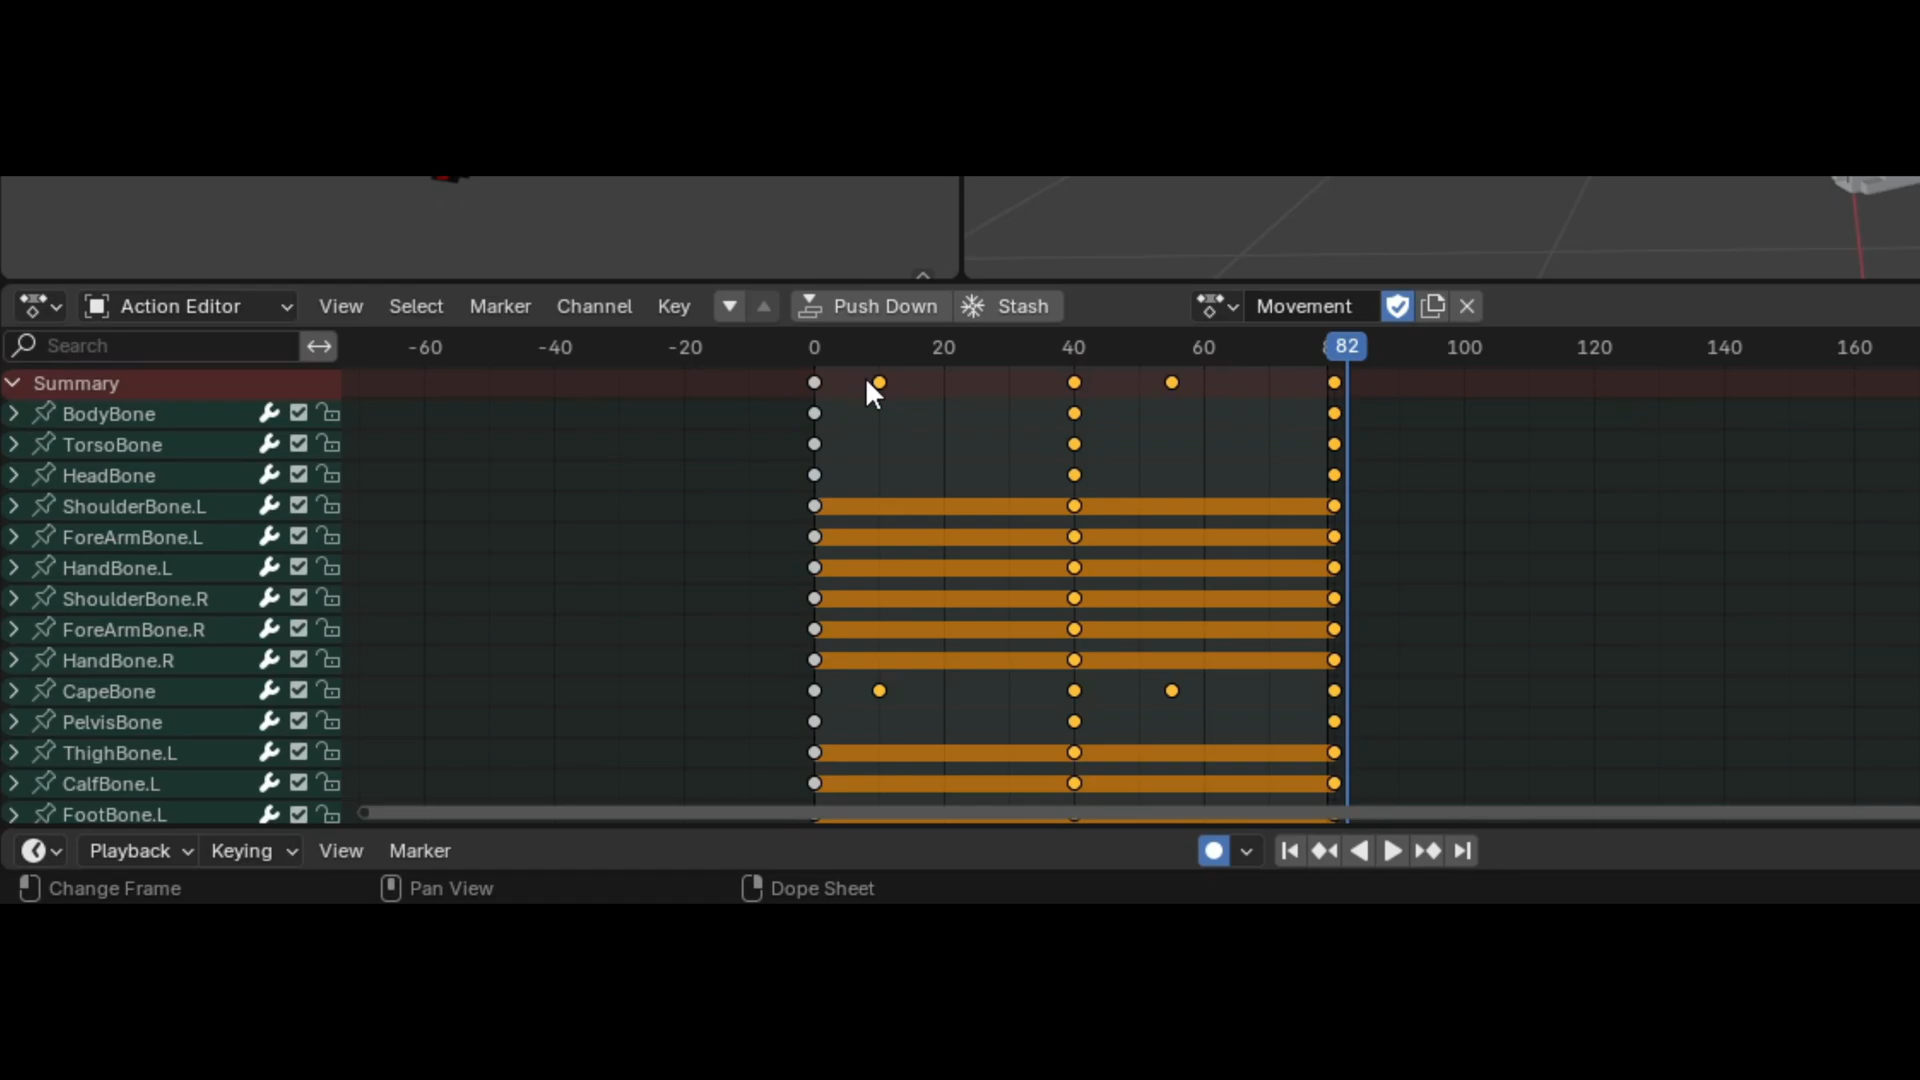 Action Editor View Select Marker Channel Key Push Down Stash Movement
Search -60 -40 -20 0 20 40 60 82 100 120 140 160
Summary
BodyBone
TorsoBone
HeadBone
ShoulderBone.L
ForeArmBone.L
HandBone.L
ShoulderBone.R
ForeArmBone.R
HandBone.R
CapeBone
PelvisBone
ThighBone.L
CalfBone.L
FootBone.L
Playback Keying View Marker
Change Frame Pan View Dope Sheet